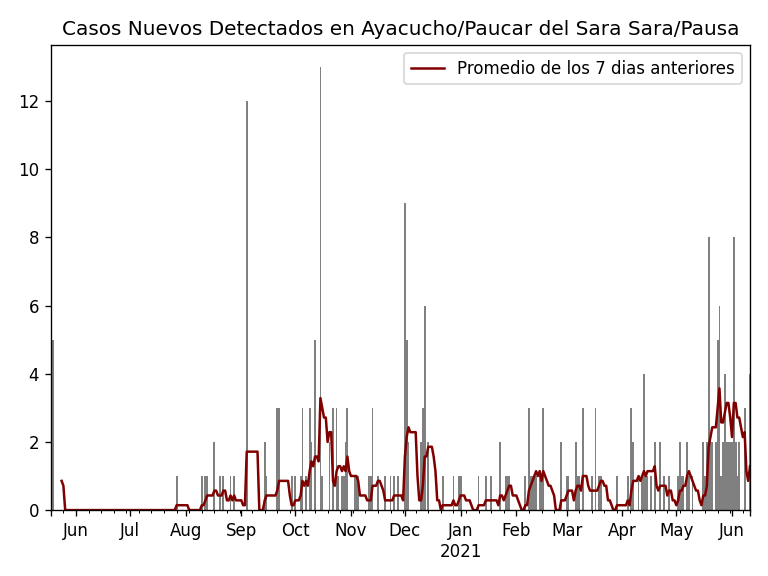 Casos Nuevos Detectados en Ayacucho/Paucar del Sara Sara/Pausa
Promedio de los 7 dias anteriores
12
10
8
6
4
2
0
Jun Jul Aug Sep Oct Nov Dec Jan Feb Mar Apr May Jun
2021